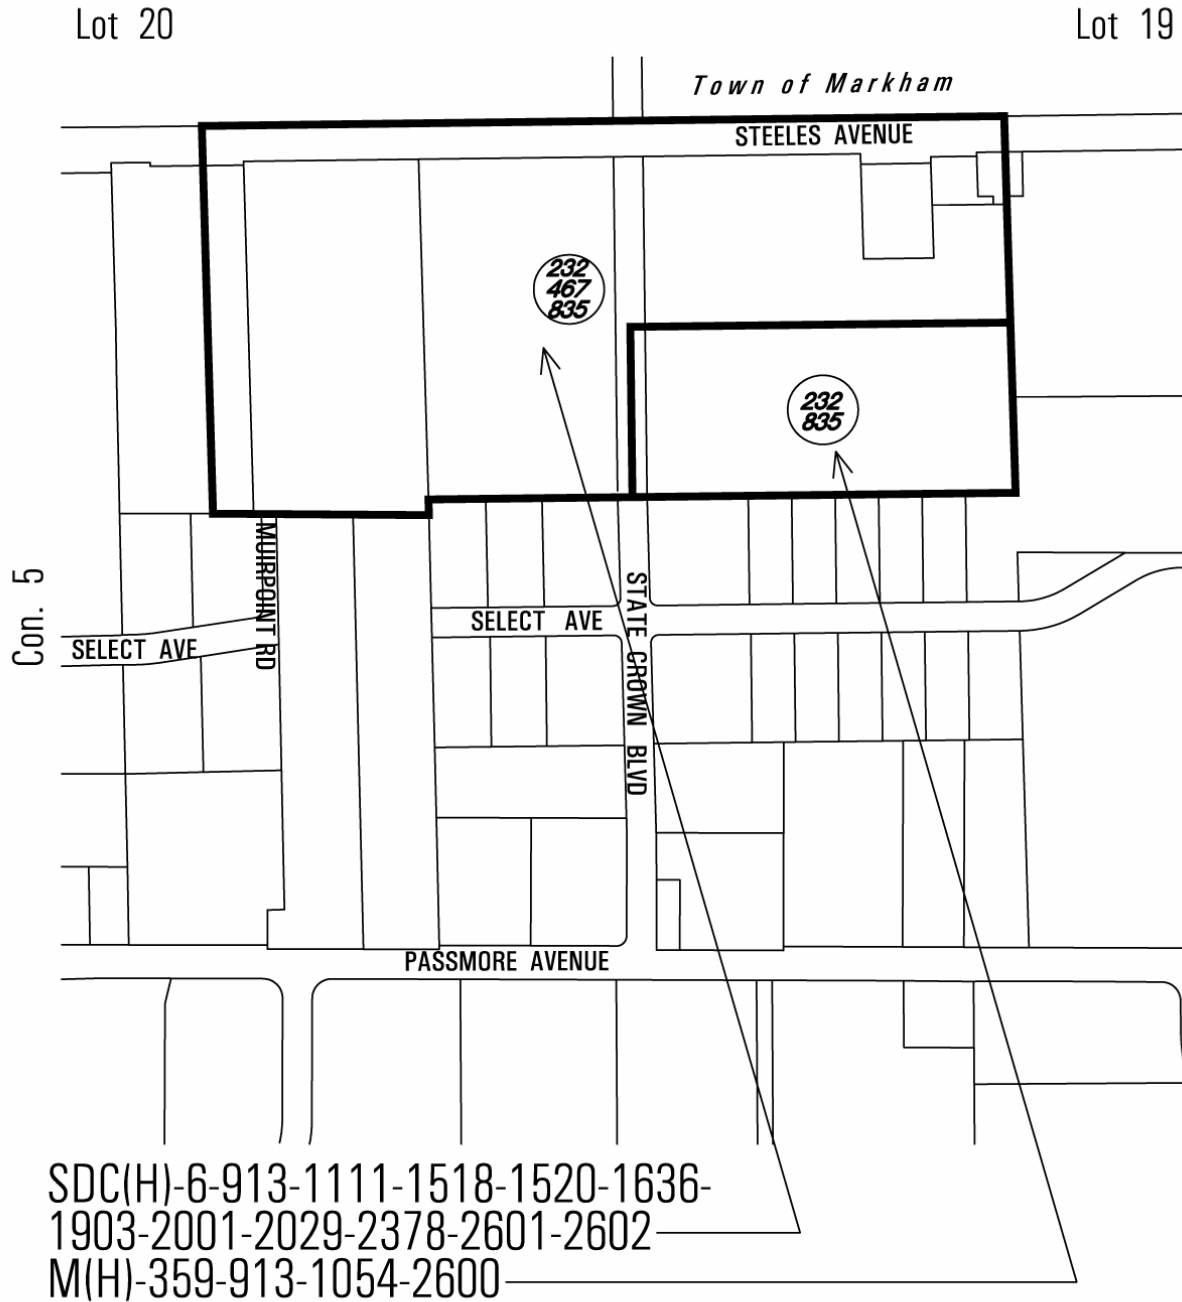 Lot 20
Lot 19
Town of Markham
STEELES AVENUE
232
467
835
232
835
MUIRPOINT RD
STATE CROWN BLVD
SELECT AVE
SELECT AVE
Con. 5
PASSMORE AVENUE
SDC(H)-6-913-1111-1518-1520-1636-
1903-2001-2029-2378-2601-2602
M(H)-359-913-1054-2600